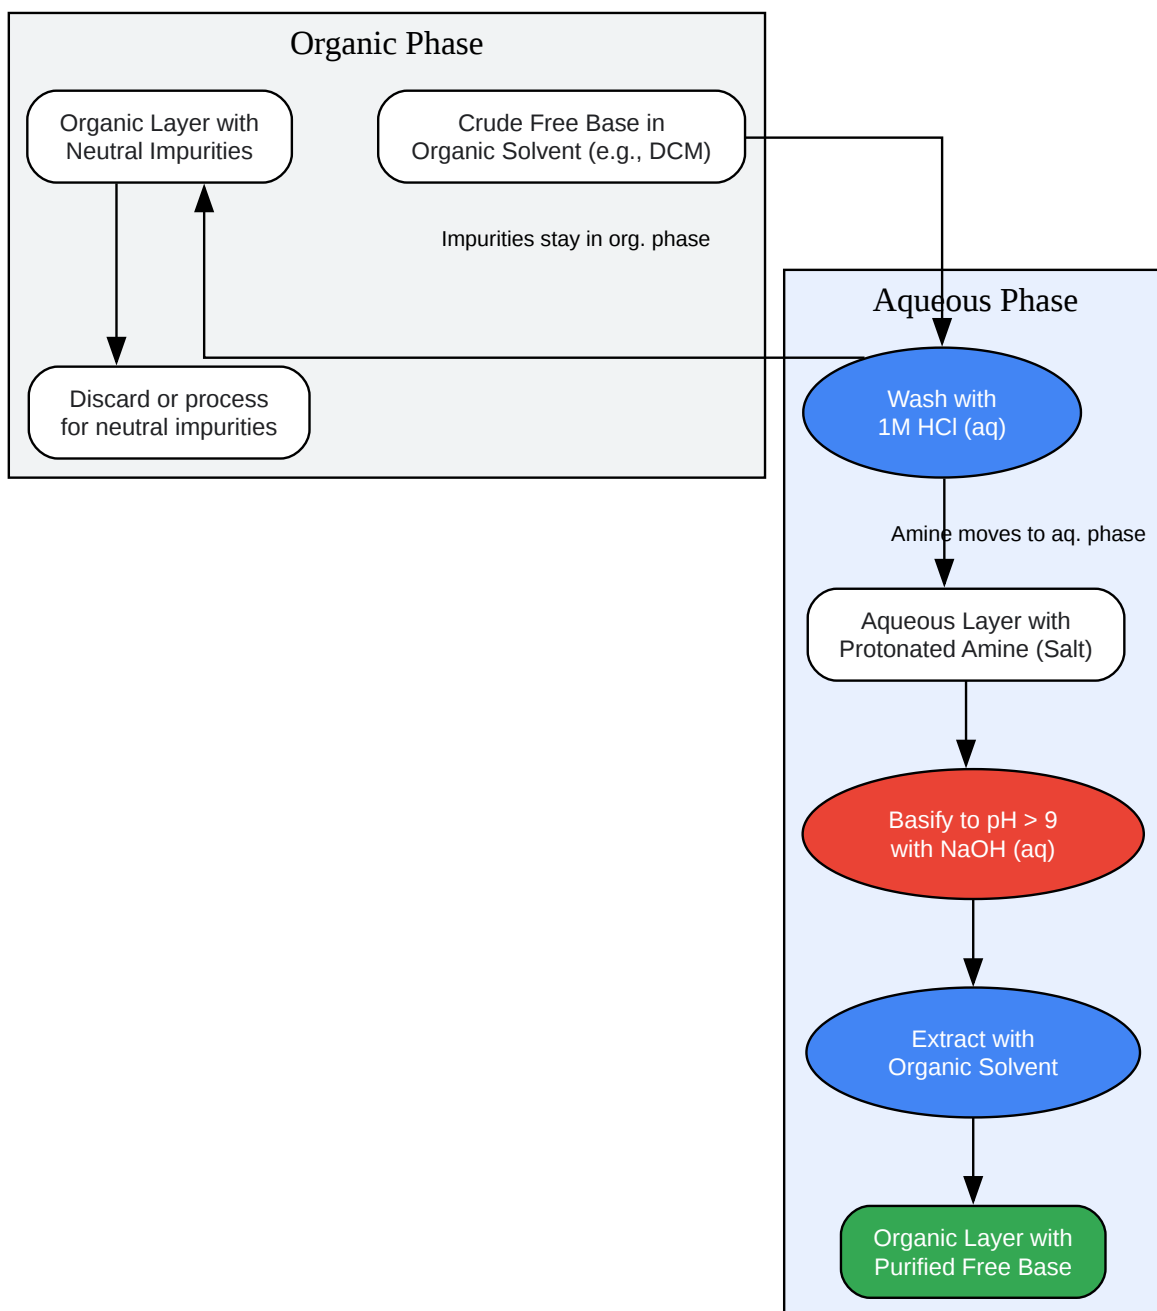 Organic Phase
Organic Layer with
Neutral Impurities
Crude Free Base in
Organic Solvent (e.g., DCM)
Impurities stay in org. phase
Discard or process
for neutral impurities
Aqueous Phase
Wash with
1M HCl (aq)
Amine moves to aq. phase
Aqueous Layer with
Protonated Amine (Salt)
Basify to pH > 9
with NaOH (aq)
Extract with
Organic Solvent
Organic Layer with
Purified Free Base